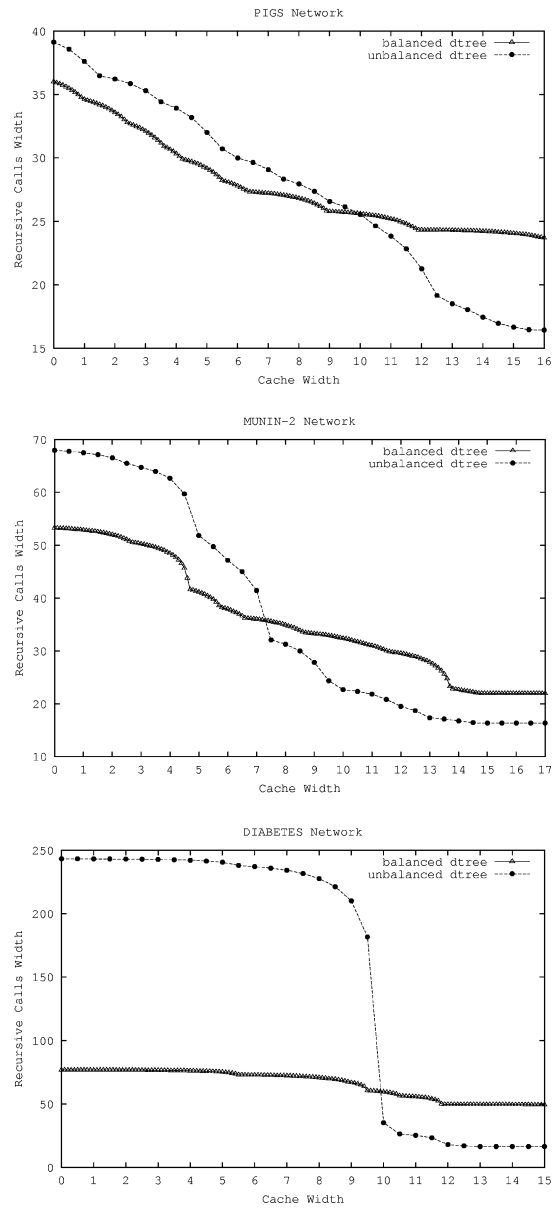 PIGS Network
40
balanced dtree
unbalanced dtree
35
30
25
20
15
Recursive Calls Width
0 1 2 3 4 5 6 7 8 9 10 11 12 13 14 15 16
Cache Width
MUNIN-2 Network
70
balanced dtree
unbalanced dtree
60
50
40
30
20
10
Recursive Calls Width
0 1 2 3 4 5 6 7 8 9 10 11 12 13 14 15 16 17
Cache Width
DIABETES Network
250
balanced dtree
unbalanced dtree
200
150
100
50
0
Recursive Calls Width
0 1 2 3 4 5 6 7 8 9 10 11 12 13 14 15
Cache Width